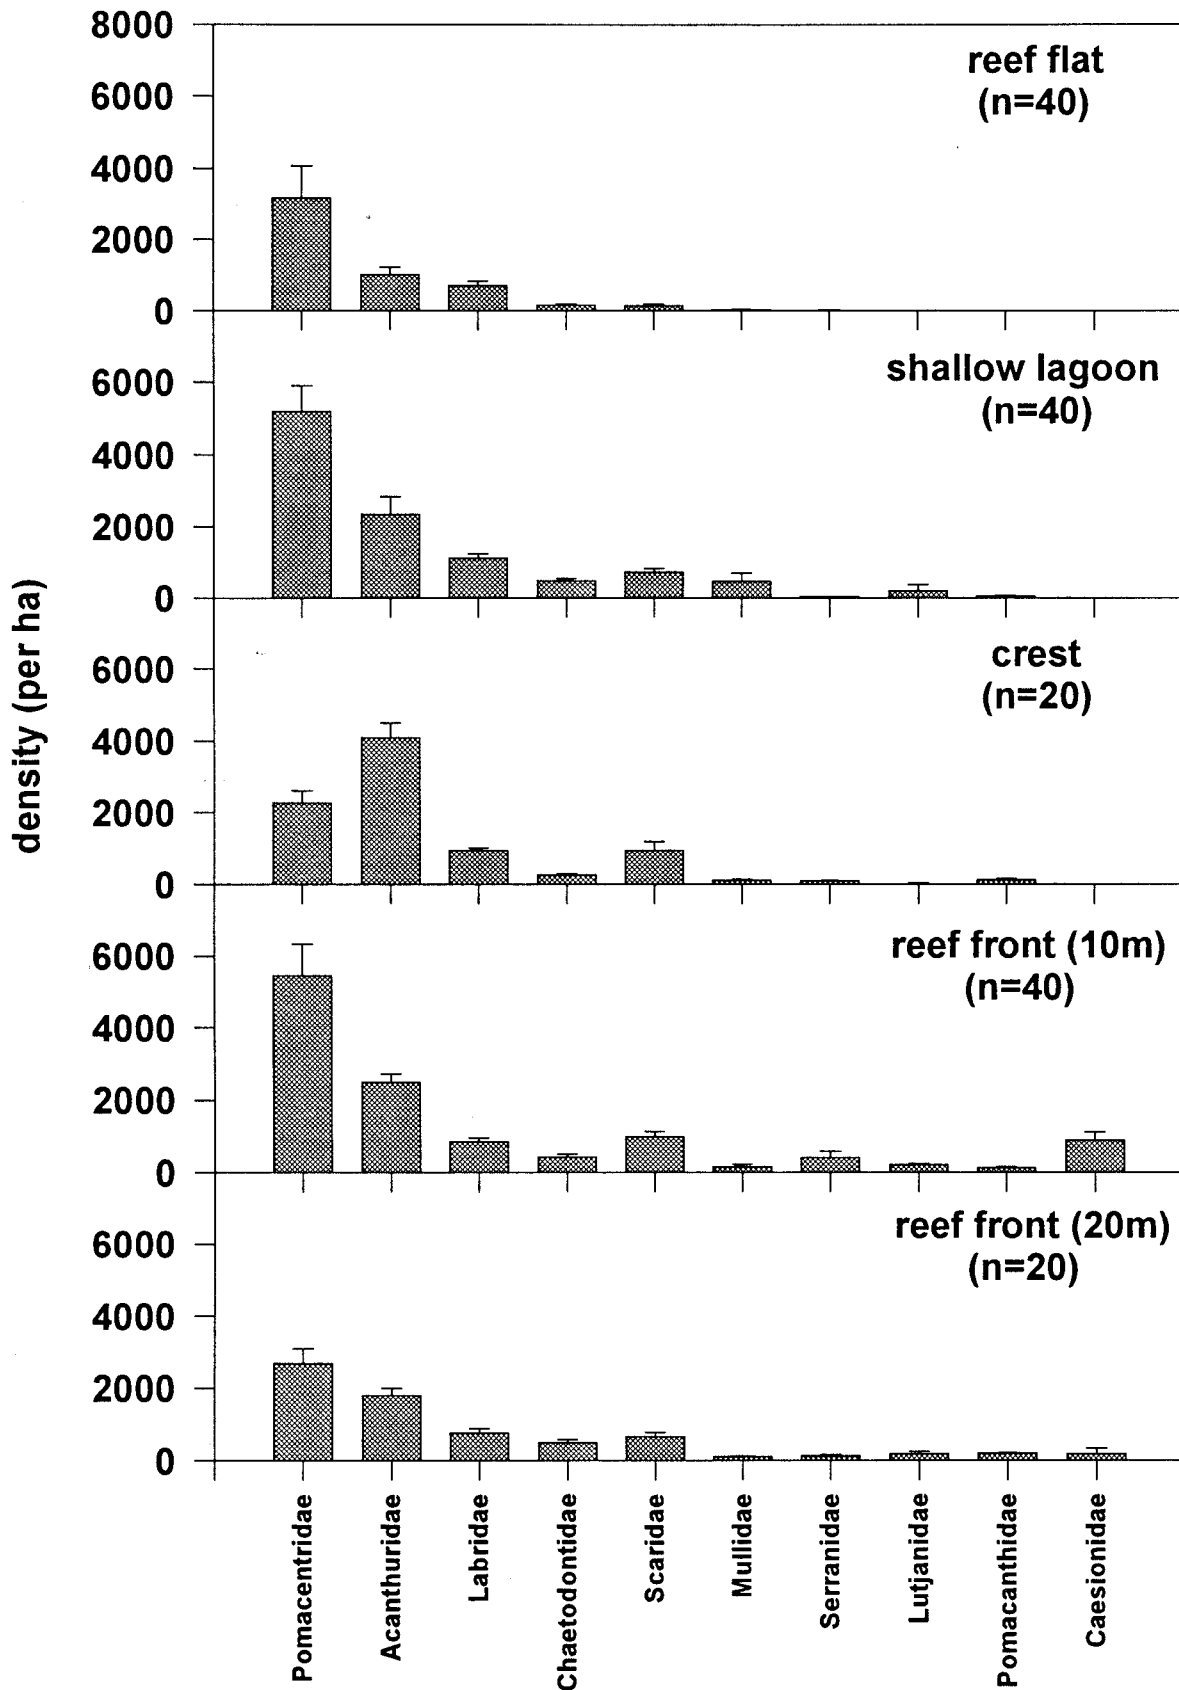 density (per ha)
8000
6000
4000
2000
0
reef flat
(n=40)
6000
4000
2000
0
shallow lagoon
(n=40)
6000
4000
2000
0
crest
(n=20)
6000
4000
2000
0
reef front (10m)
(n=40)
6000
4000
2000
0
reef front (20m)
(n=20)
Pomacentridae
Acanthuridae
Labridae
Chaetodontidae
Scaridae
Mullidae
Serranidae
Lutjanidae
Pomacanthidae
Caesionidae